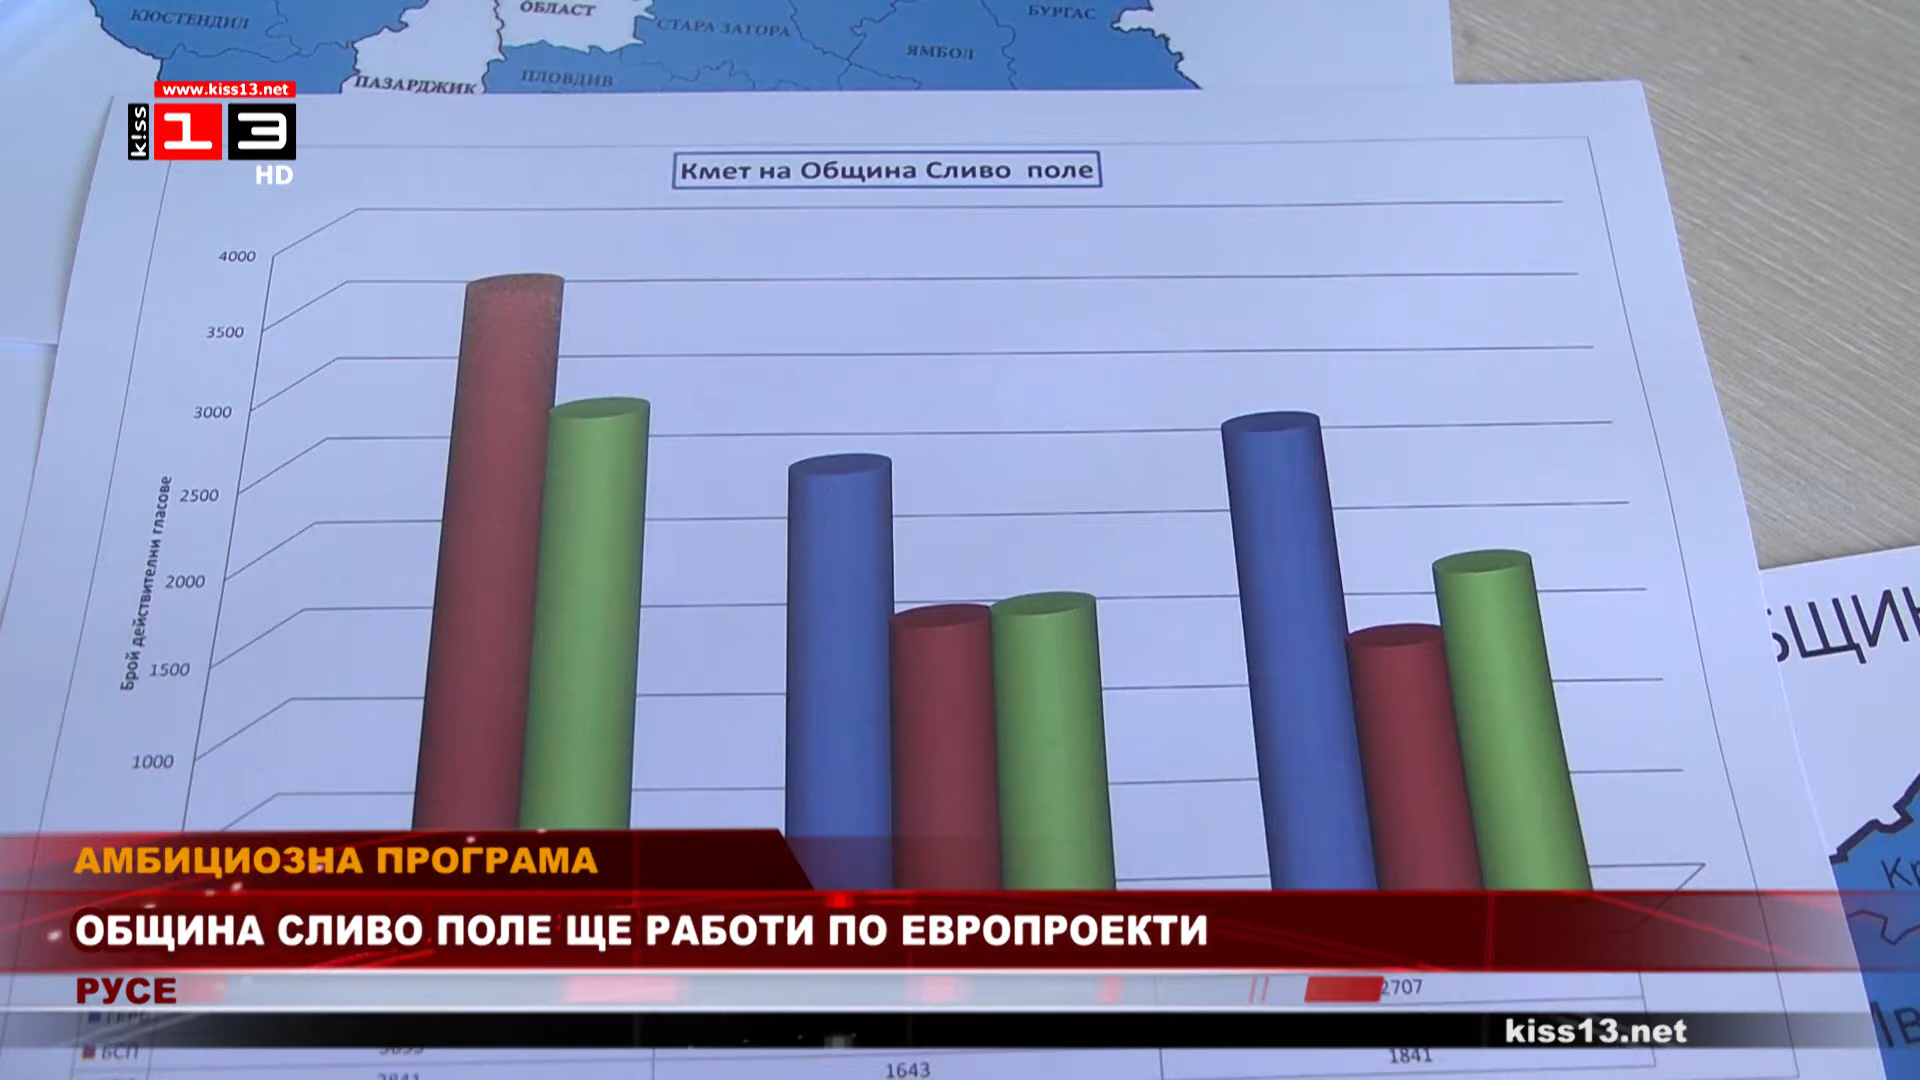 КЮСТЕНДИЛ
ОБЛАСТ
СТАРА ЗАГОРА
БУРГАС
ЯМБОЛ
ПАЗАРДЖИК
ПЛОВДИВ
www.kiss13.net
kiss
13
HD
Кмет на Община Сливо поле
4000
3500
3000
2500
2000
1500
1000
Брой действителни гласове
АМБИЦИОЗНА ПРОГРАМА
ОБЩИНА СЛИВО ПОЛЕ ЩЕ РАБОТИ ПО ЕВРОПРОЕКТИ
РУСЕ
2707
kiss13.net
БСП
1841
1643